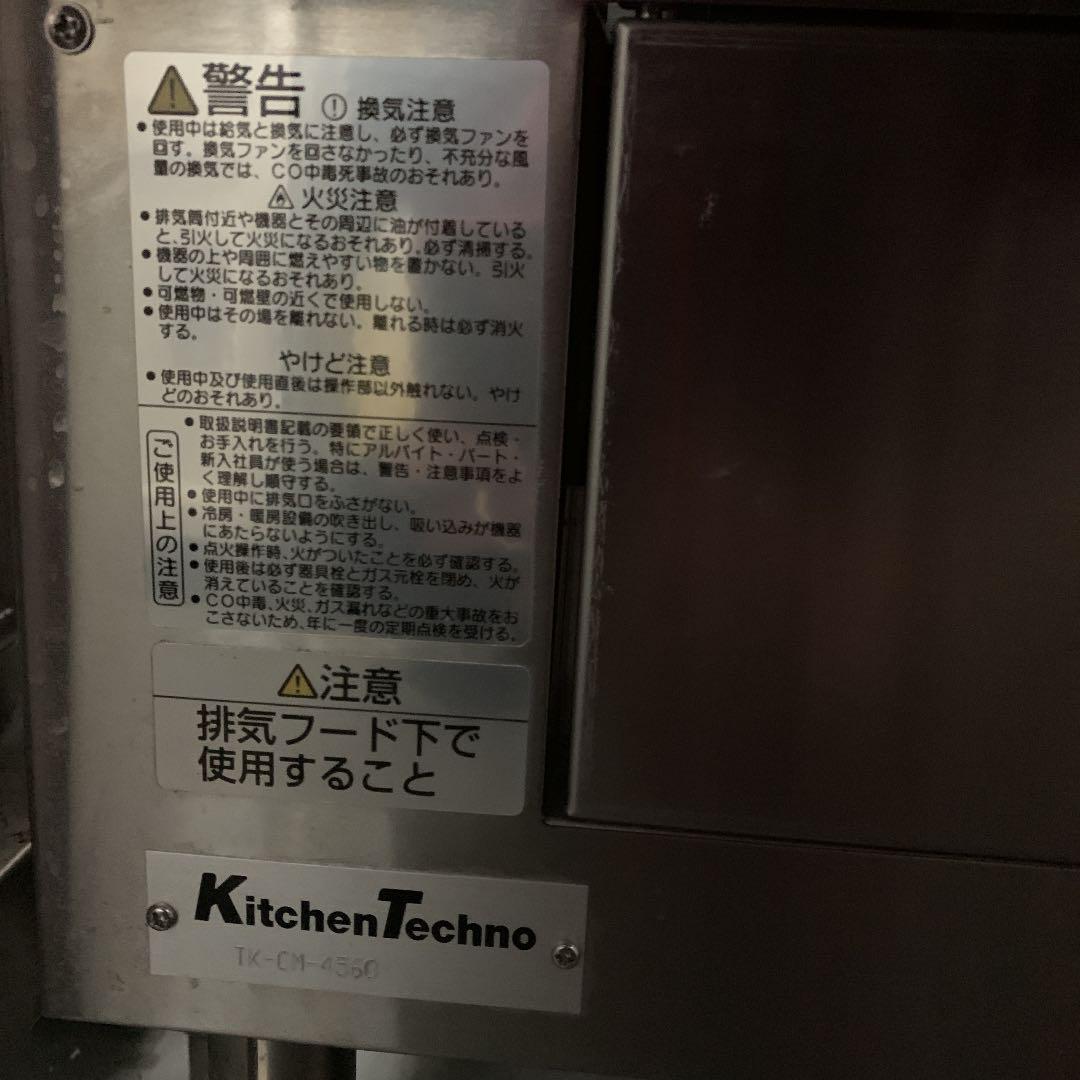 警告 換気注意
●使用中は給気と換気に注意し、必ず換気ファンを
回す。換気ファンを回さなかったり、不充分な風
量の換気では、CO中毒死事故のおそれあり。
火災注意
●排気筒付近や機器とその周辺に油が付着している
と、引火して火災になるおそれあり。必ず清掃する。
●機器の上や周囲に燃えやすい物を置かない。引火
して火災になるおそれあり。
●可燃物・可燃壁の近くで使用しない。
●使用中はその場を離れない。離れる時は必ず消火
する。
やけど注意
●使用中及び使用直後は操作部以外触れない。やけ
どのおそれあり。
ご使用上の注意
●取扱説明書記載の要領で正しく使い、点検・
お手入れを行う。特にアルバイト・パート・
新入社員が使う場合は、警告・注意事項をよ
く理解し順守する。
●使用中に排気口をふさがない。
●冷房・暖房設備の吹き出し、吸い込みが機器
にあたらないようにする。
●点火操作時、火がついたことを必ず確認する。
●使用後は必ず器具栓とガス元栓を閉め、火が
消えていることを確認する。
●CO中毒、火災、ガス漏れなどの重大事故をお
こさないため、年に一度の定期点検を受ける。
注意
排気フード下で
使用すること
KitchenTechno
TK-CM-4560